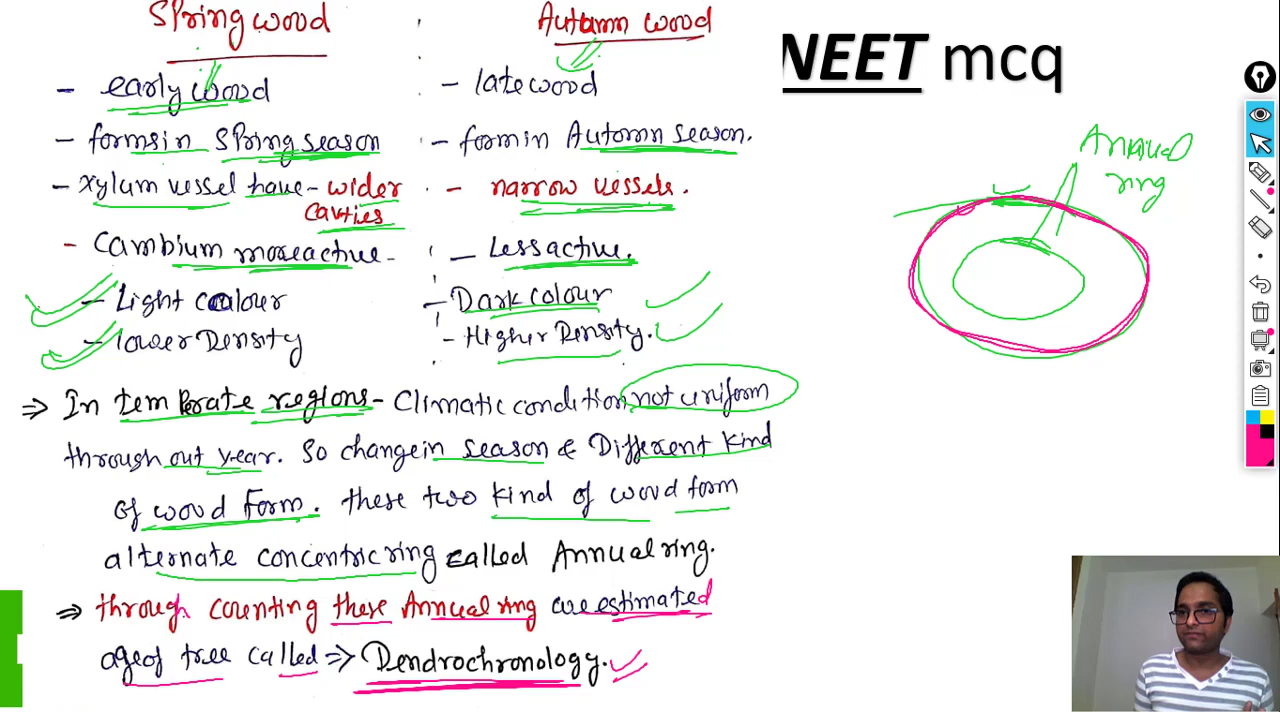 Spring wood : Autumn wood
NEET mcq
- early wood - late wood
- forms in spring season - form in Autumn season.
Annual
ring
- xylum vessel have - wider - narrow vessels.
cavties
- Cambium more active - - Less active.
- Light calour - Dark colour
- lower Density - Higher Density.
⇒ In temperate regions - Climatic condition not uniform
through out year. So change in season & Different kind
of wood form. these two kind of wood form
alternate concentric ring called Annual ring.
⇒ through counting these Annual ring are estimated
age of tree called ⇒ Dendrochronology.